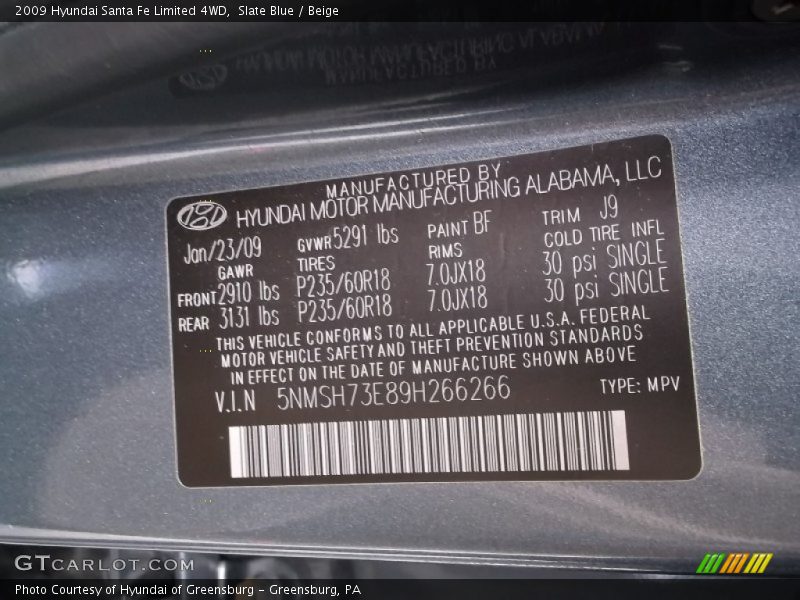 2009 Hyundai Santa Fe Limited 4WD, Slate Blue / Beige
MANUFACTURED BY
HYUNDAI MOTOR MANUFACTURING ALABAMA, LLC
Jan/23/09 GVWR 5291 lbs PAINT BF TRIM J9
GAWR TIRES RIMS COLD TIRE INFL
FRONT 2910 lbs P235/60R18 7.0JX18 30 psi SINGLE
REAR 3131 lbs P235/60R18 7.0JX18 30 psi SINGLE
THIS VEHICLE CONFORMS TO ALL APPLICABLE U.S.A. FEDERAL
MOTOR VEHICLE SAFETY AND THEFT PREVENTION STANDARDS
IN EFFECT ON THE DATE OF MANUFACTURE SHOWN ABOVE
V.I.N 5NMSH73E89H266266 TYPE: MPV
GTCARLOT.COM
Photo Courtesy of Hyundai of Greensburg - Greensburg, PA